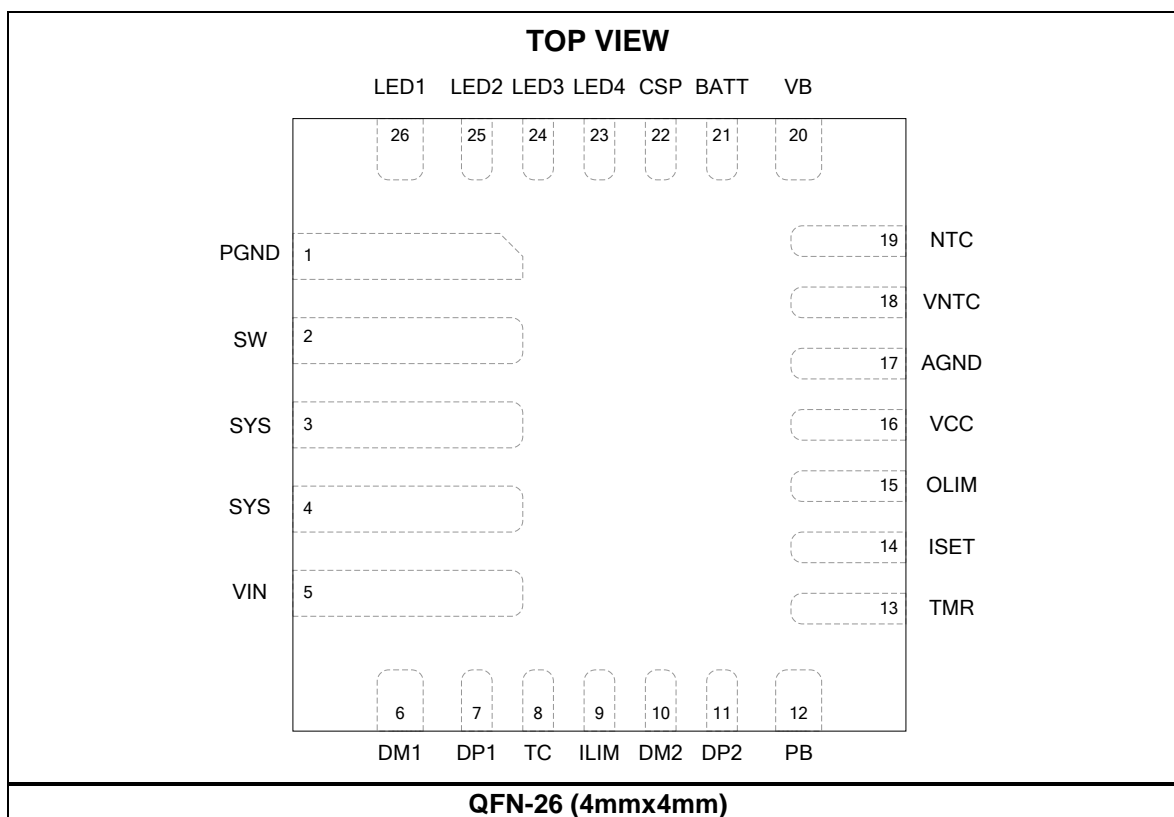 TOP VIEW
LED1 LED2 LED3 LED4 CSP BATT VB
26 25 24 23 22 21 20
PGND 1
19 NTC
18 VNTC
SW 2
17 AGND
SYS 3
16 VCC
15 OLIM
SYS 4
14 ISET
VIN 5
13 TMR
6 7 8 9 10 11 12
DM1 DP1 TC ILIM DM2 DP2 PB
QFN-26 (4mmx4mm)